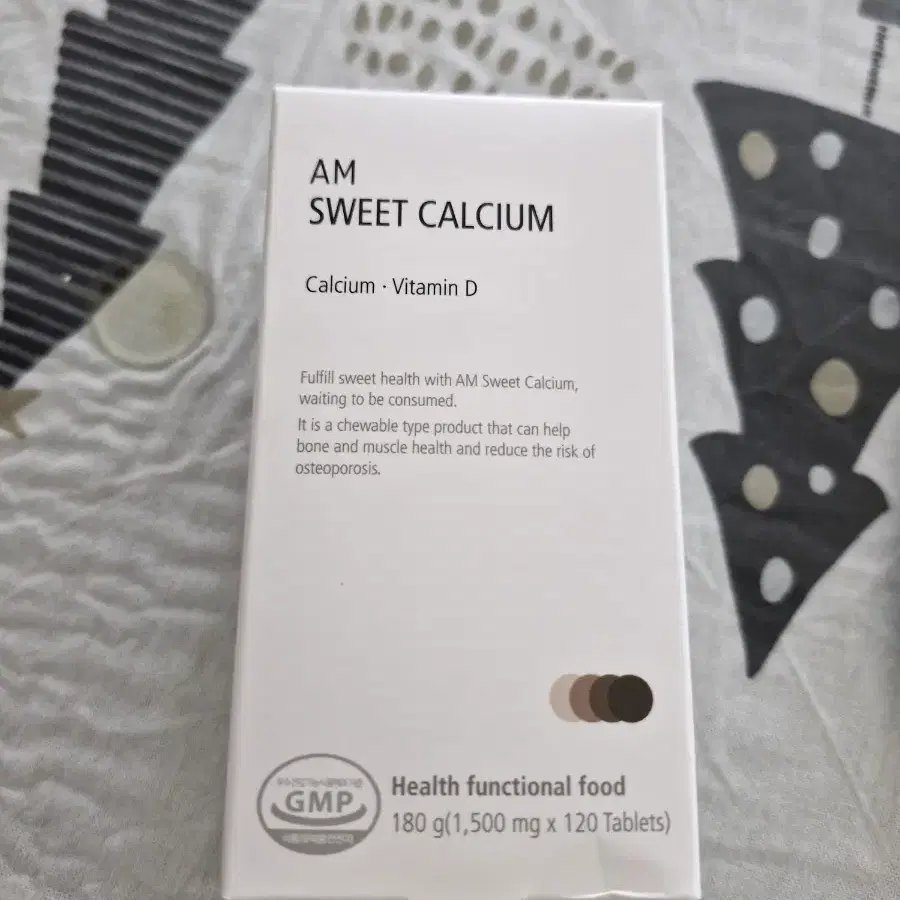 AM
SWEET CALCIUM
Calcium · Vitamin D
Fulfill sweet health with AM Sweet Calcium,
waiting to be consumed.
It is a chewable type product that can help
bone and muscle health and reduce the risk of
osteoporosis.
GMP
Health functional food
180 g(1,500 mg x 120 Tablets)